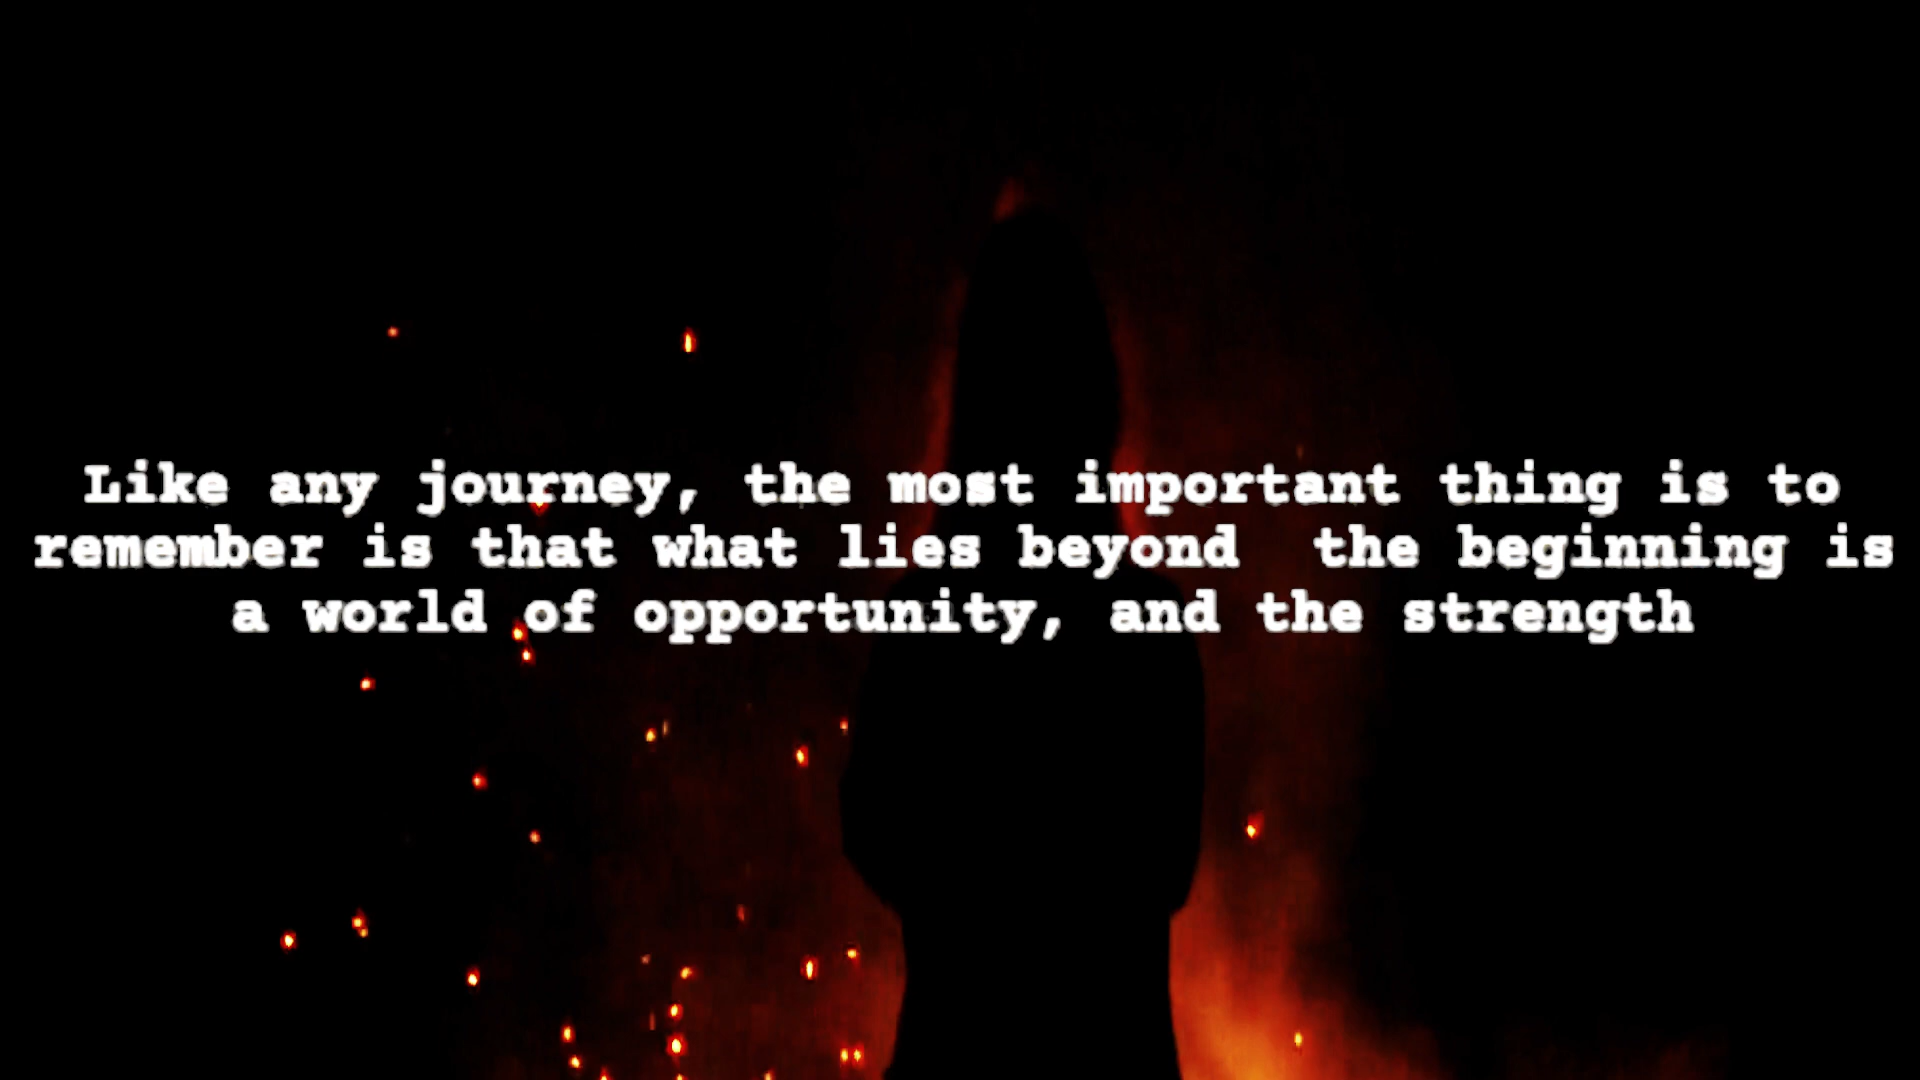 Like any journey, the most important thing is to
remember is that what lies beyond  the beginning is
a world of opportunity, and the strength